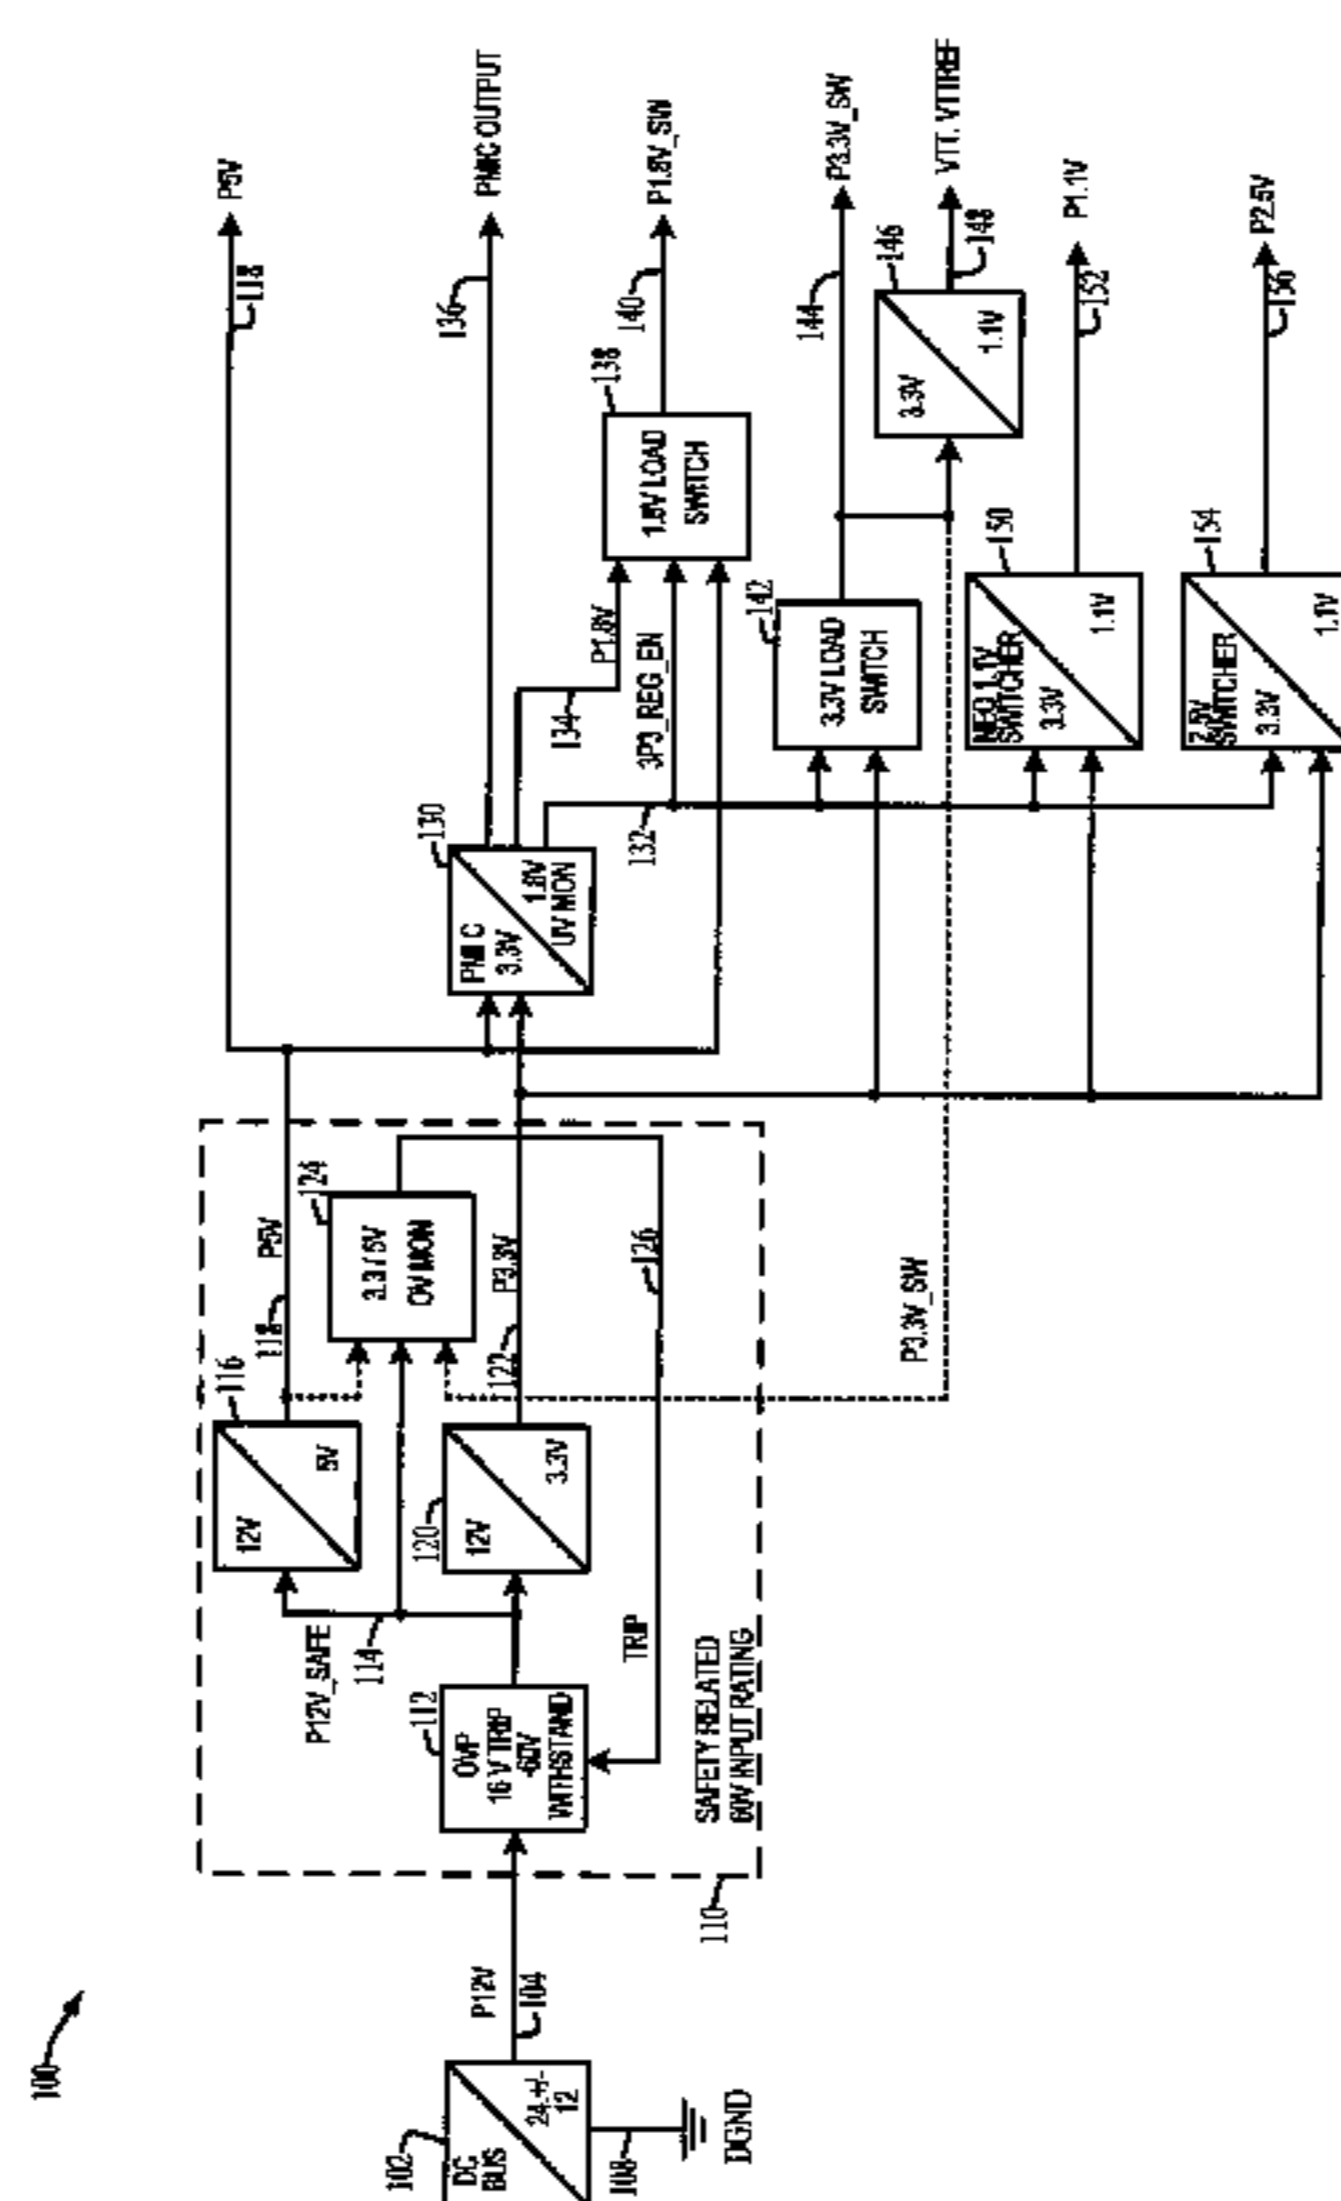 100
102
DC
BUS
24 +/-
12
108
DGND
P12V
104
110
SAFETY RELATED
60V INPUT RATING
112
OVP
16 V TRIP
-60V
WITHSTAND
TRIP
126
P12V_SAFE
114
116
12V
5V
118
P5V
120
12V
3.3V
122
P3.3V
124
3.3 / 5V
OV MON
P3.3V_SW
130
PMIC
3.3V
1.8V
UV MON
132
134
P1.8V
3P3_REG_EN
136
PMIC OUTPUT
118
P5V
138
1.8V LOAD
SWITCH
140
P1.8V_SW
142
3.3V LOAD
SWITCH
144
P3.3V_SW
146
3.3V
1.1V
148
VTT, VTTREF
150
NEO 1.1V
SWITCHER
3.3V
1.1V
152
P1.1V
154
2.5V
SWITCHER
3.3V
1.1V
156
P2.5V